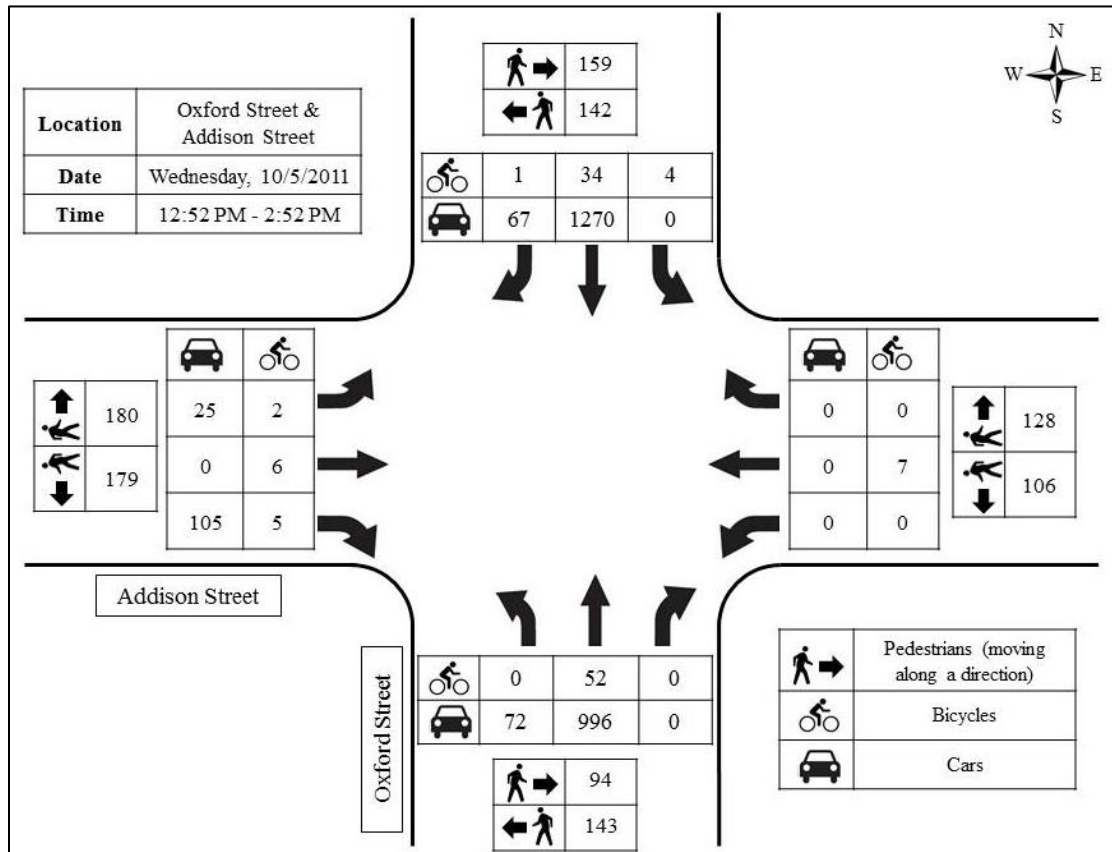 159
142
N
W E
S
Location Oxford Street &
Addison Street
Date Wednesday, 10/5/2011
Time 12:52 PM - 2:52 PM
1 34 4
67 1270 0
180
179
25 2
0 6
105 5
0 0
0 7
0 0
128
106
Addison Street
Oxford Street
0 52 0
72 996 0
94
143
Pedestrians (moving
along a direction)
Bicycles
Cars